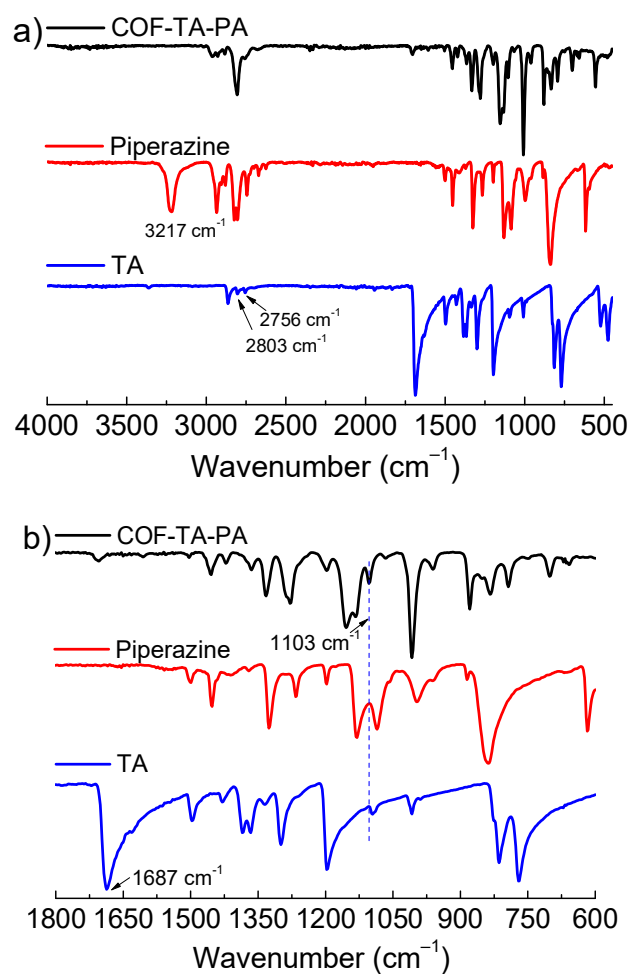 a)
COF-TA-PA
Piperazine
3217 cm⁻¹
TA
2756 cm⁻¹
2803 cm⁻¹
4000 3500 3000 2500 2000 1500 1000 500
Wavenumber (cm⁻¹)
b)
COF-TA-PA
1103 cm⁻¹
Piperazine
TA
1687 cm⁻¹
1800 1650 1500 1350 1200 1050 900 750 600
Wavenumber (cm⁻¹)